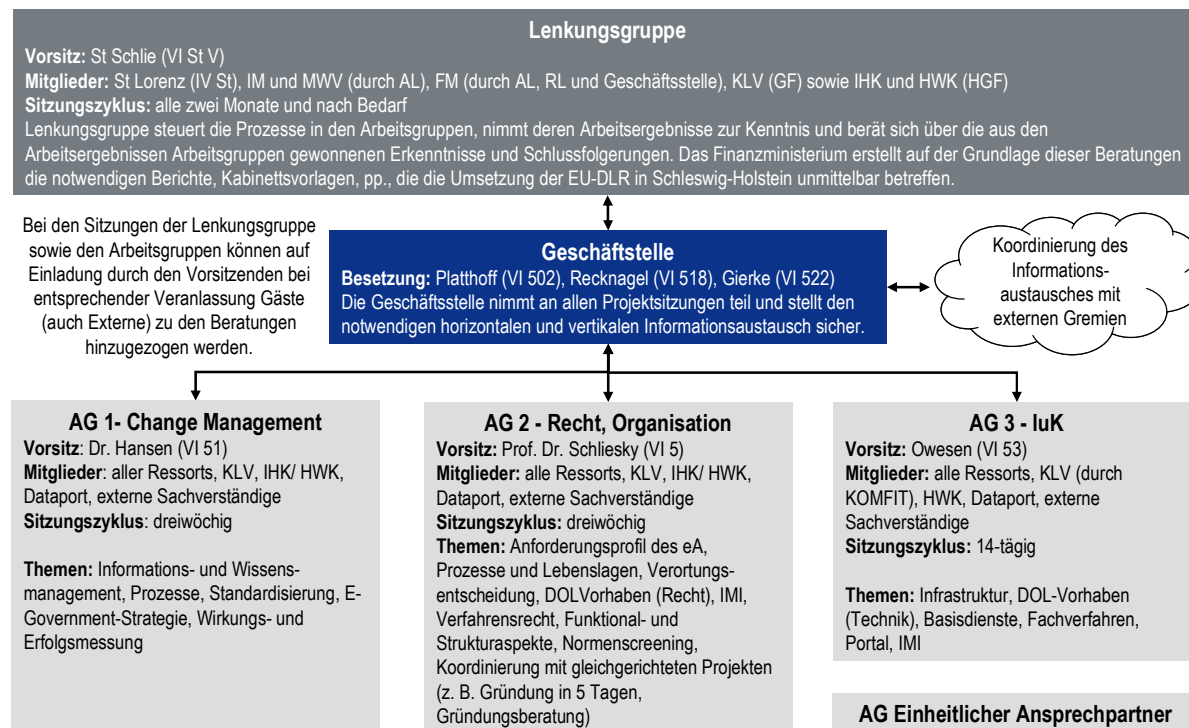 Lenkungsgruppe
Vorsitz: St Schlie (VI St V)
Mitglieder: St Lorenz (IV St), IM und MWV (durch AL), FM (durch AL, RL und Geschäftsstelle), KLV (GF) sowie IHK und HWK (HGF)
Sitzungszyklus: alle zwei Monate und nach Bedarf
Lenkungsgruppe steuert die Prozesse in den Arbeitsgruppen, nimmt deren Arbeitsergebnisse zur Kenntnis und berät sich über die aus den
Arbeitsergebnissen Arbeitsgruppen gewonnenen Erkenntnisse und Schlussfolgerungen. Das Finanzministerium erstellt auf der Grundlage dieser Beratungen
die notwendigen Berichte, Kabinettsvorlagen, pp., die die Umsetzung der EU-DLR in Schleswig-Holstein unmittelbar betreffen.
Bei den Sitzungen der Lenkungsgruppe
sowie den Arbeitsgruppen können auf
Einladung durch den Vorsitzenden bei
entsprechender Veranlassung Gäste
(auch Externe) zu den Beratungen
hinzugezogen werden.
Geschäftstelle
Besetzung: Platthoff (VI 502), Recknagel (VI 518), Gierke (VI 522)
Die Geschäftsstelle nimmt an allen Projektsitzungen teil und stellt den
notwendigen horizontalen und vertikalen Informationsaustausch sicher.
Koordinierung des
Informations-
austausches mit
externen Gremien
AG 1- Change Management
Vorsitz: Dr. Hansen (VI 51)
Mitglieder: aller Ressorts, KLV, IHK/ HWK,
Dataport, externe Sachverständige
Sitzungszyklus: dreiwöchig
Themen: Informations- und Wissens-
management, Prozesse, Standardisierung, E-
Government-Strategie, Wirkungs- und
Erfolgsmessung
AG 2 - Recht, Organisation
Vorsitz: Prof. Dr. Schliesky (VI 5)
Mitglieder: alle Ressorts, KLV, IHK/ HWK,
Dataport, externe Sachverständige
Sitzungszyklus: dreiwöchig
Themen: Anforderungsprofil des eA,
Prozesse und Lebenslagen, Verortungs-
entscheidung, DOLVorhaben (Recht), IMI,
Verfahrensrecht, Funktional- und
Strukturaspekte, Normenscreening,
Koordinierung mit gleichgerichteten Projekten
(z. B. Gründung in 5 Tagen,
Gründungsberatung)
AG 3 - IuK
Vorsitz: Owesen (VI 53)
Mitglieder: alle Ressorts, KLV (durch
KOMFIT), HWK, Dataport, externe
Sachverständige
Sitzungszyklus: 14-tägig
Themen: Infrastruktur, DOL-Vorhaben
(Technik), Basisdienste, Fachverfahren,
Portal, IMI
AG Einheitlicher Ansprechpartner